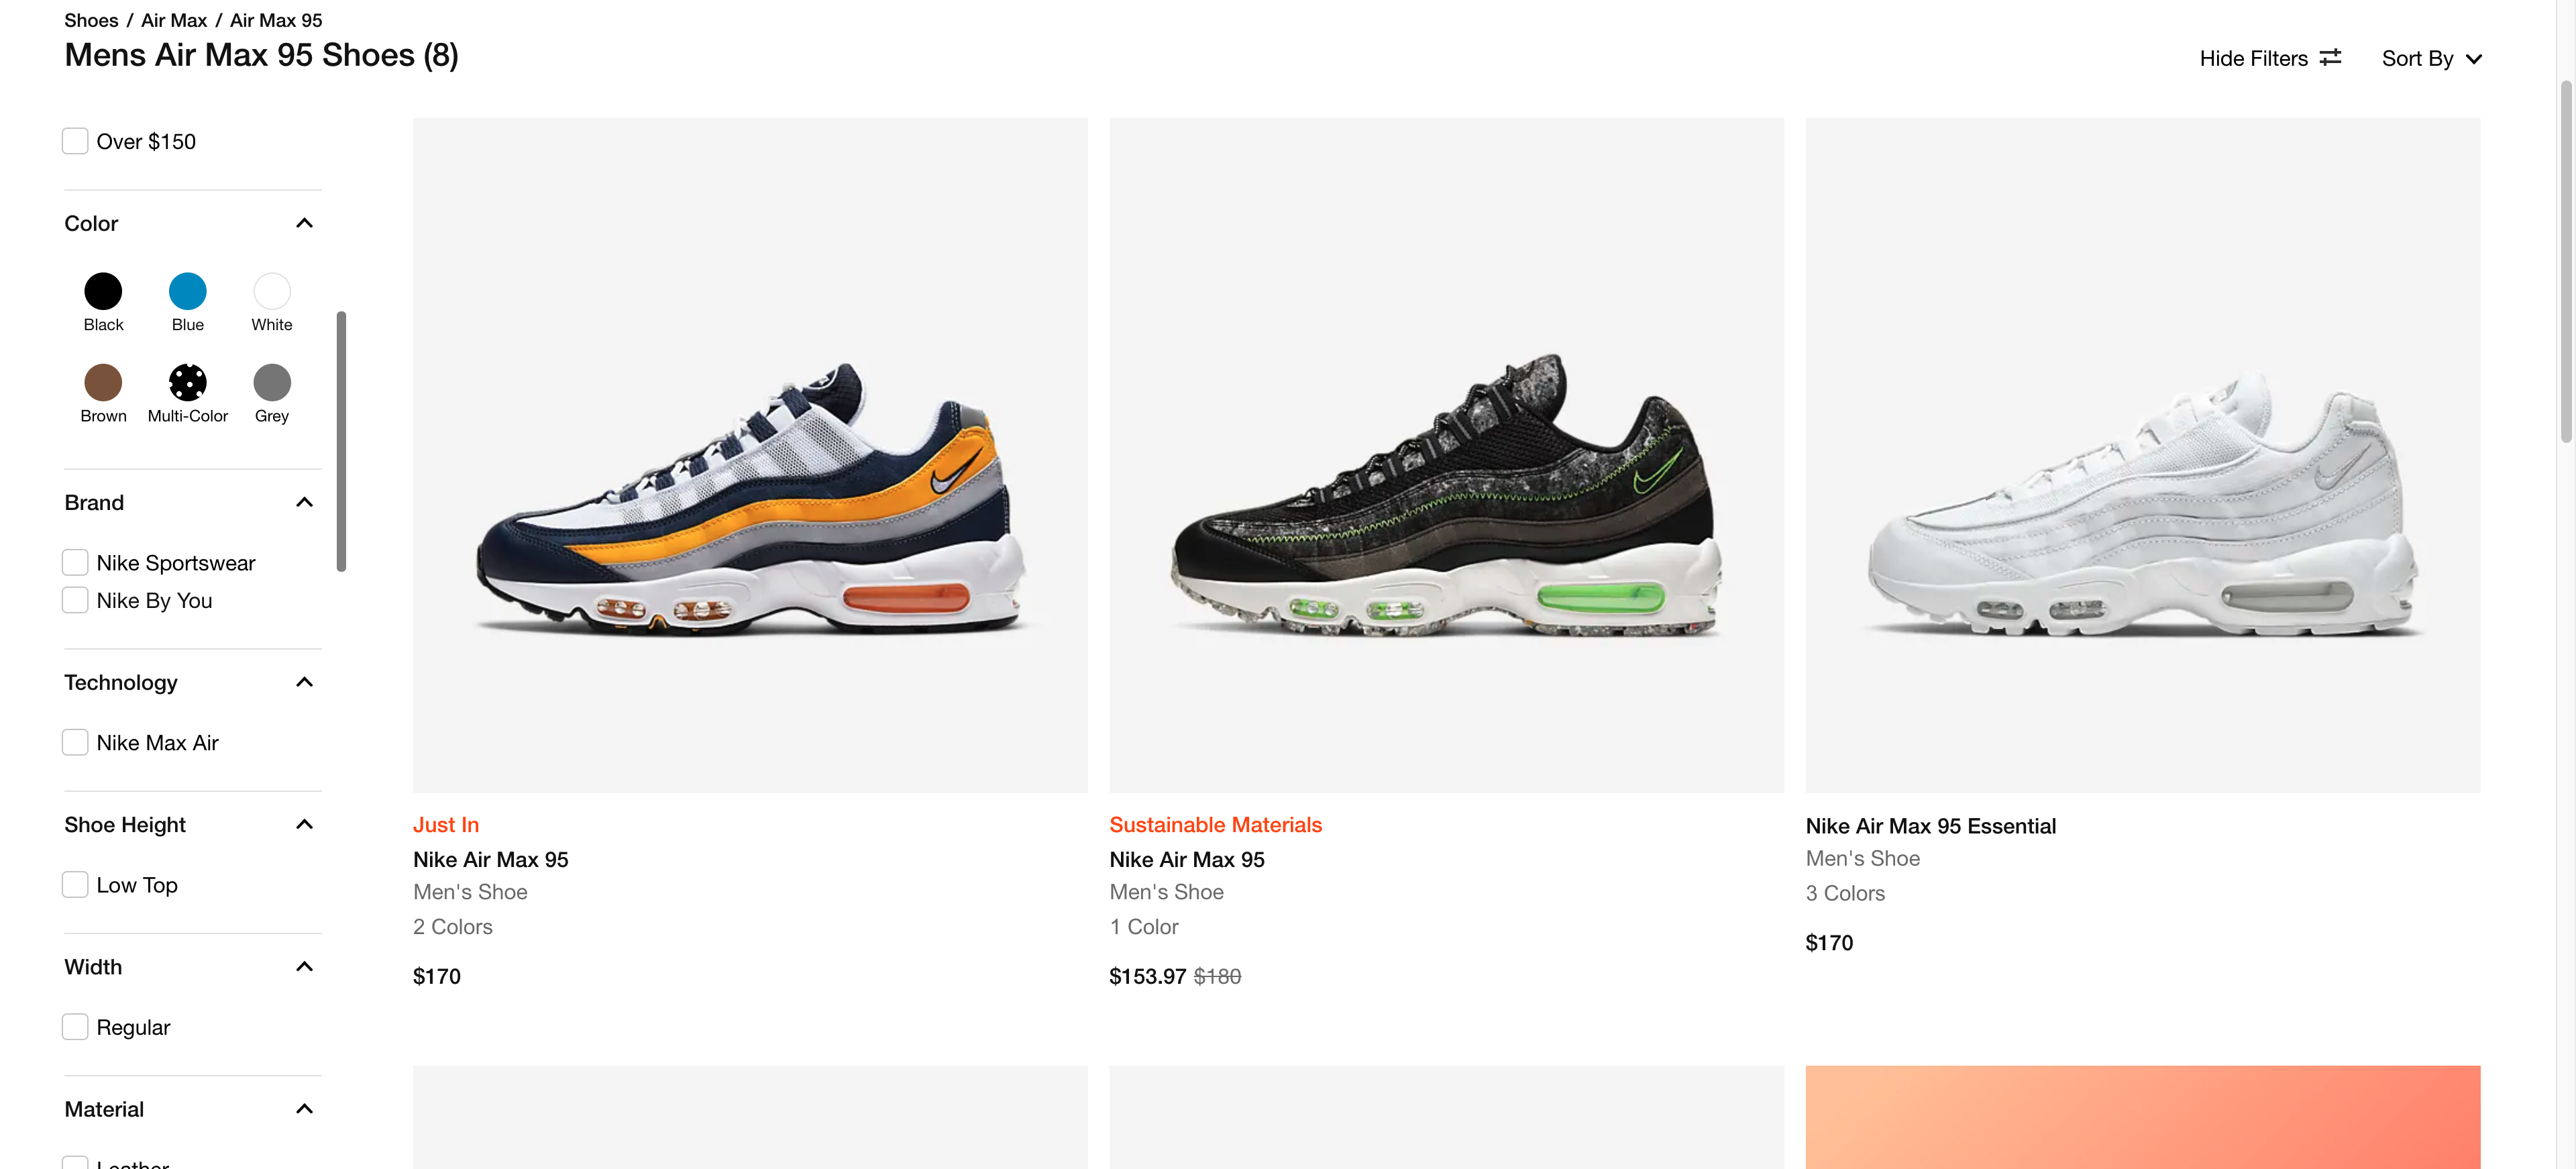 Shoes / Air Max / Air Max 95
Mens Air Max 95 Shoes (8)
Hide Filters
Sort By
Over $150
Color
Black
Blue
White
Brown
Multi-Color
Grey
Brand
Nike Sportswear
Nike By You
Technology
Nike Max Air
Shoe Height
Low Top
Width
Regular
Material
Leather
Just In
Nike Air Max 95
Men's Shoe
2 Colors
$170
Sustainable Materials
Nike Air Max 95
Men's Shoe
1 Color
$153.97 $180
Nike Air Max 95 Essential
Men's Shoe
3 Colors
$170